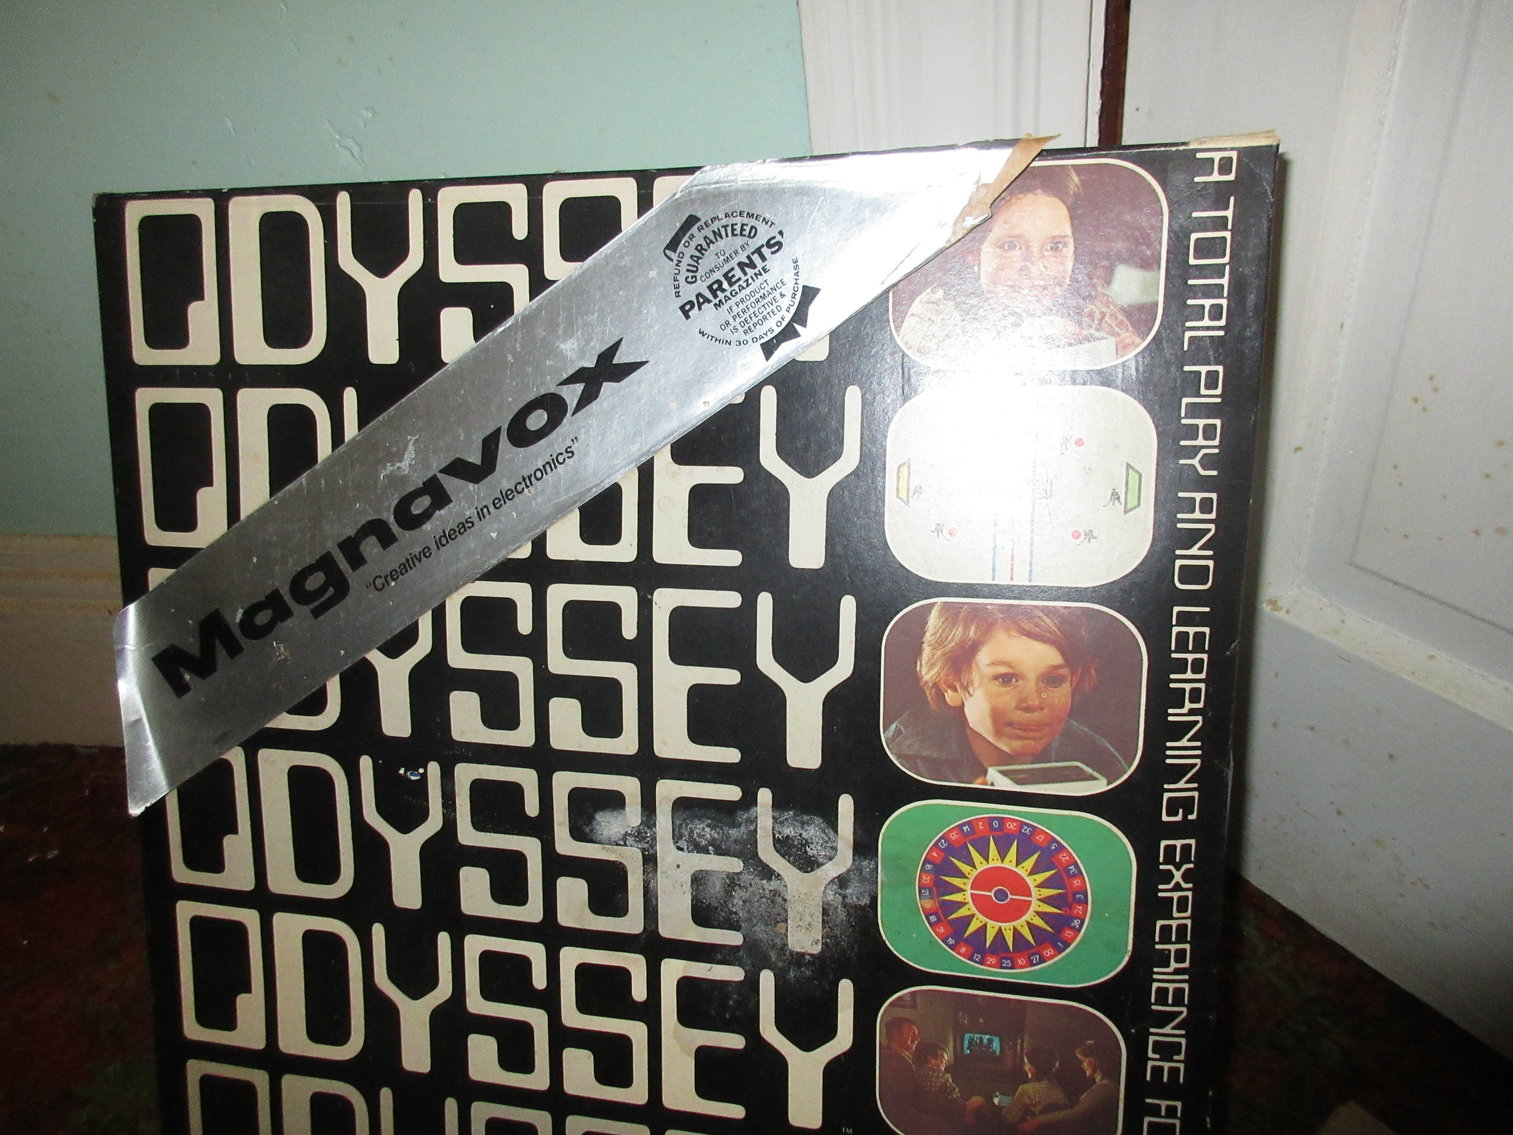 ODYSSEY
ODYSSEY
ODYSSEY
ODYSSEY
ODYSSEY
ODYSSEY
TM
Magnavox
"Creative ideas in electronics"
REFUND OR REPLACEMENT
GUARANTEED
TO
CONSUMER BY
PARENTS'
MAGAZINE
IF PRODUCT
OR PERFORMANCE
IS DEFECTIVE &
REPORTED
WITHIN 30 DAYS OF PURCHASE
A TOTAL PLAY AND LEARNING EXPERIENCE